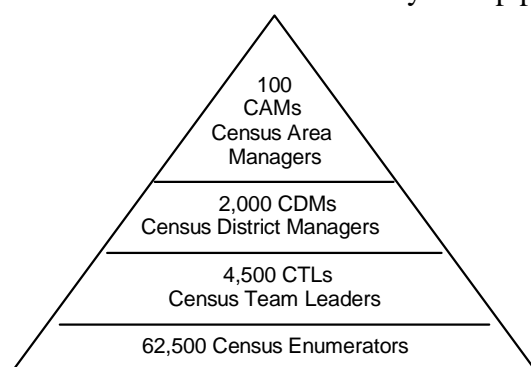 100
CAMs
Census Area
Managers
2,000 CDMs
Census District Managers
4,500 CTLs
Census Team Leaders
62,500 Census Enumerators